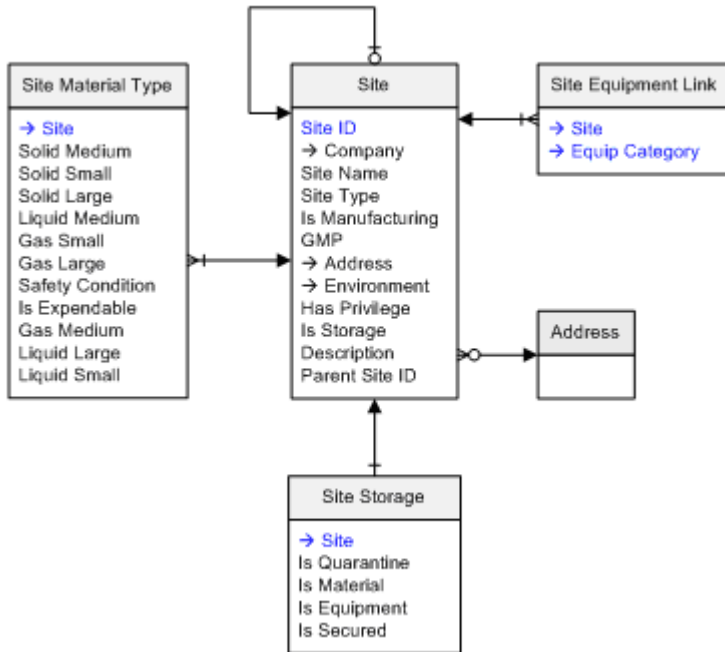 Site Material Type
→ Site
Solid Medium
Solid Small
Solid Large
Liquid Medium
Gas Small
Gas Large
Safety Condition
Is Expendable
Gas Medium
Liquid Large
Liquid Small
Site
Site ID
→ Company
Site Name
Site Type
Is Manufacturing
GMP
→ Address
→ Environment
Has Privilege
Is Storage
Description
Parent Site ID
Site Equipment Link
→ Site
→ Equip Category
Address
Site Storage
→ Site
Is Quarantine
Is Material
Is Equipment
Is Secured